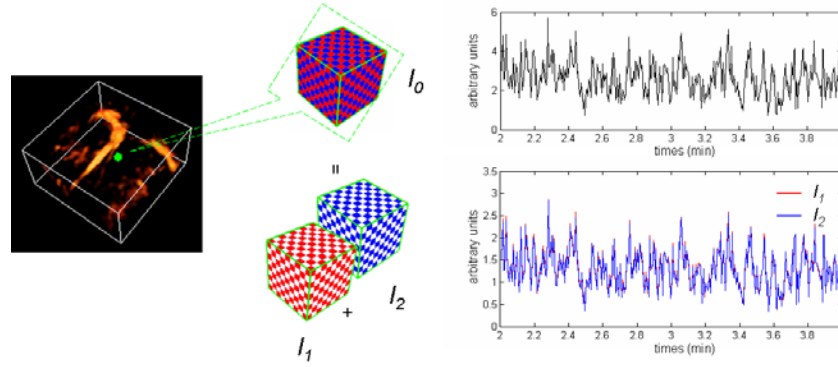 I0
=
+
I1
I2
6
4
2
0
2 2.2 2.4 2.6 2.8 3 3.2 3.4 3.6 3.8
arbitrary units
times (min)
3.5
3
2.5
2
1.5
1
0.5
0
2 2.2 2.4 2.6 2.8 3 3.2 3.4 3.6 3.8
arbitrary units
times (min)
I1
I2